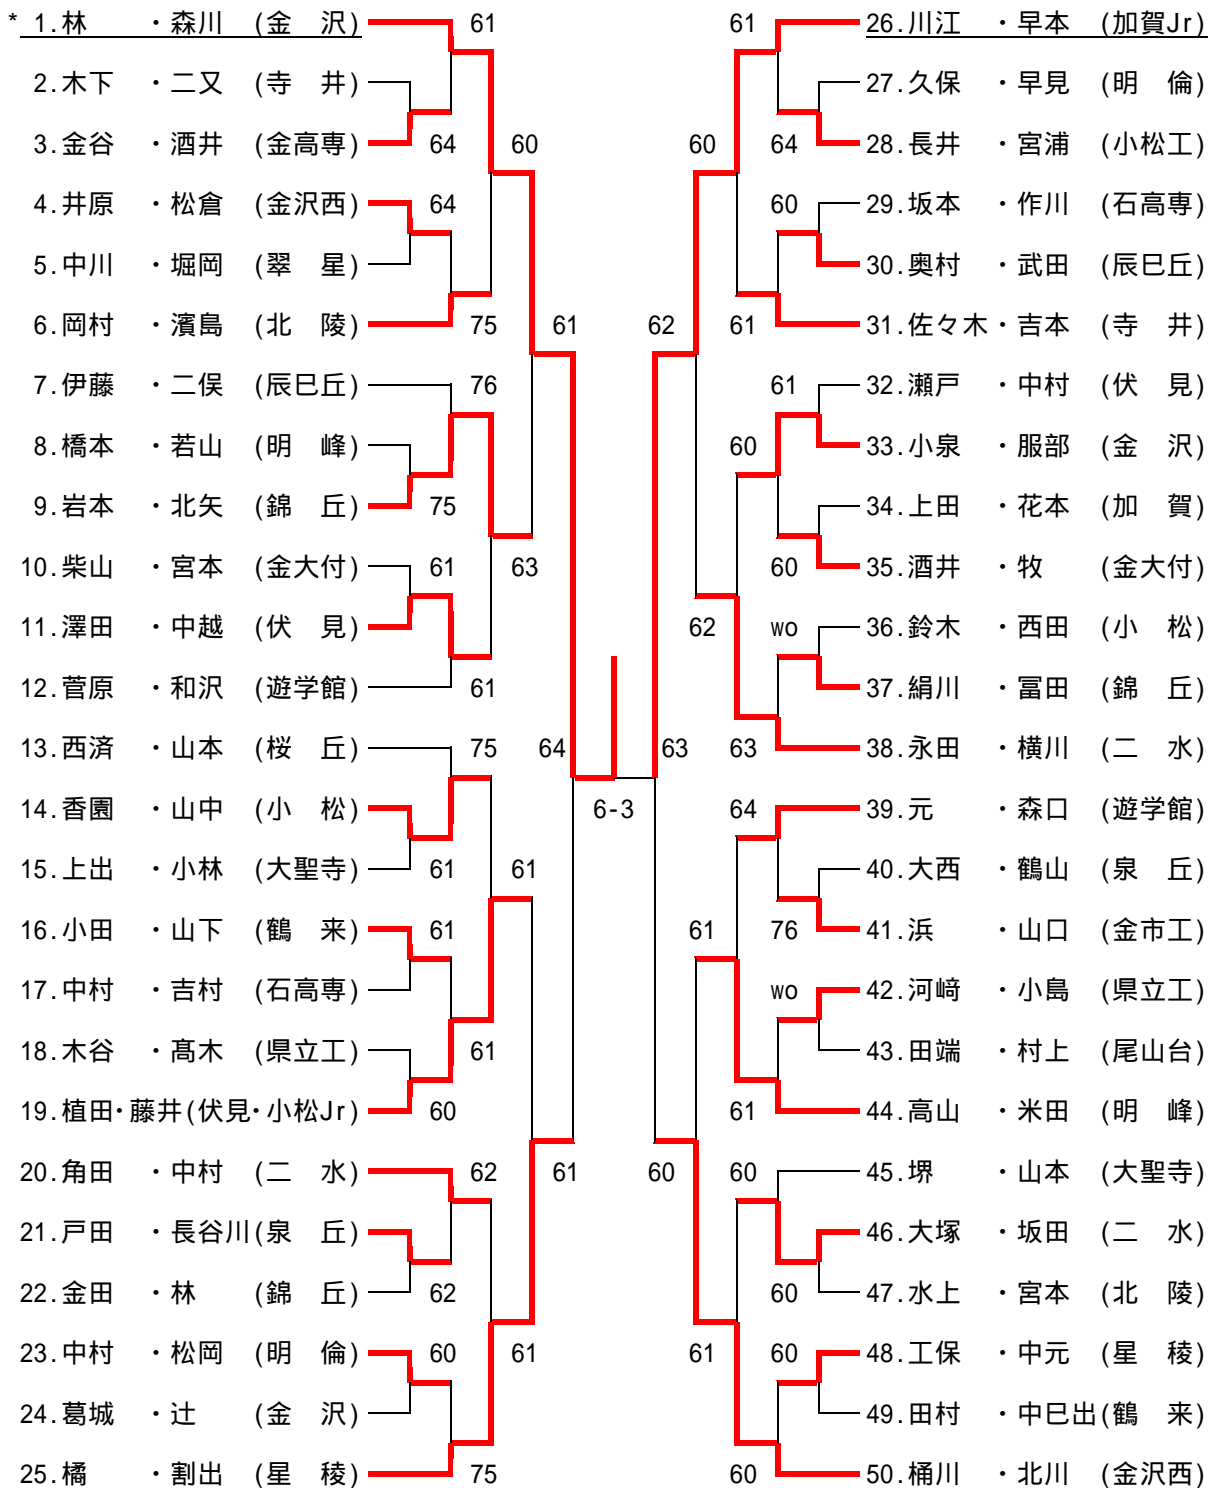 * 1.林 ・森川 (金 沢) 61 61 26.川江 ・早本 (加賀Jr)
2.木下 ・二又 (寺 井) 27.久保 ・早見 (明 倫)
3.金谷 ・酒井 (金高専) 64 60 60 64 28.長井 ・宮浦 (小松工)
4.井原 ・松倉 (金沢西) 64 60 29.坂本 ・作川 (石高専)
5.中川 ・堀岡 (翠 星) 30.奥村 ・武田 (辰巳丘)
6.岡村 ・濱島 (北 陵) 75 61 62 61 31.佐々木・吉本 (寺 井)
7.伊藤 ・二俣 (辰巳丘) 76 61 32.瀬戸 ・中村 (伏 見)
8.橋本 ・若山 (明 峰) 60 33.小泉 ・服部 (金 沢)
9.岩本 ・北矢 (錦 丘) 75 34.上田 ・花本 (加 賀)
10.柴山 ・宮本 (金大付) 61 63 60 35.酒井 ・牧 (金大付)
11.澤田 ・中越 (伏 見) 62 wo 36.鈴木 ・西田 (小 松)
12.菅原 ・和沢 (遊学館) 61 37.絹川 ・冨田 (錦 丘)
13.西済 ・山本 (桜 丘) 75 64 63 63 38.永田 ・横川 (二 水)
14.香園 ・山中 (小 松) 6-3 64 39.元 ・森口 (遊学館)
15.上出 ・小林 (大聖寺) 61 61 40.大西 ・鶴山 (泉 丘)
16.小田 ・山下 (鶴 来) 61 61 76 41.浜 ・山口 (金市工)
17.中村 ・吉村 (石高専) wo 42.河﨑 ・小島 (県立工)
18.木谷 ・髙木 (県立工) 61 43.田端 ・村上 (尾山台)
19.植田・藤井(伏見・小松Jr) 60 61 44.高山 ・米田 (明 峰)
20.角田 ・中村 (二 水) 62 61 60 60 45.堺 ・山本 (大聖寺)
21.戸田 ・長谷川(泉 丘) 46.大塚 ・坂田 (二 水)
22.金田 ・林 (錦 丘) 62 60 47.水上 ・宮本 (北 陵)
23.中村 ・松岡 (明 倫) 60 61 61 60 48.工保 ・中元 (星 稜)
24.葛城 ・辻 (金 沢) 49.田村 ・中巳出(鶴 来)
25.橘 ・割出 (星 稜) 75 60 50.桶川 ・北川 (金沢西)